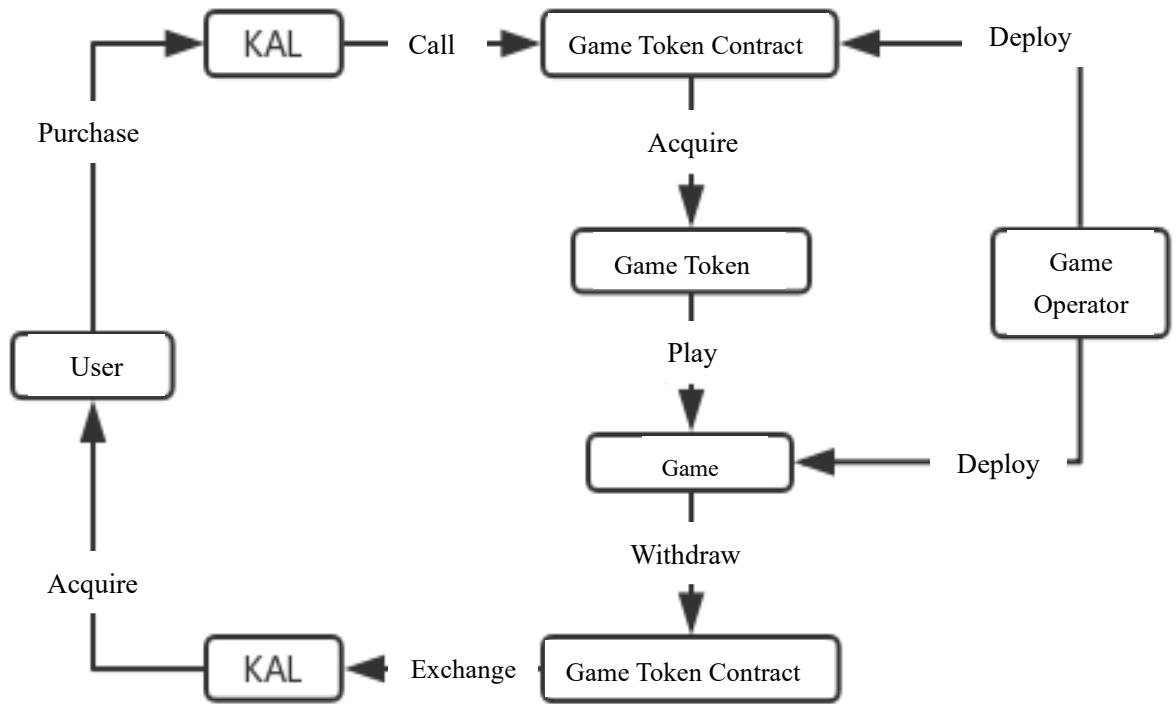 KAL
Call
Game Token Contract
Deploy
Purchase
Acquire
Game Token
Game
Operator
Play
User
Game
Deploy
Withdraw
Acquire
KAL
Exchange
Game Token Contract